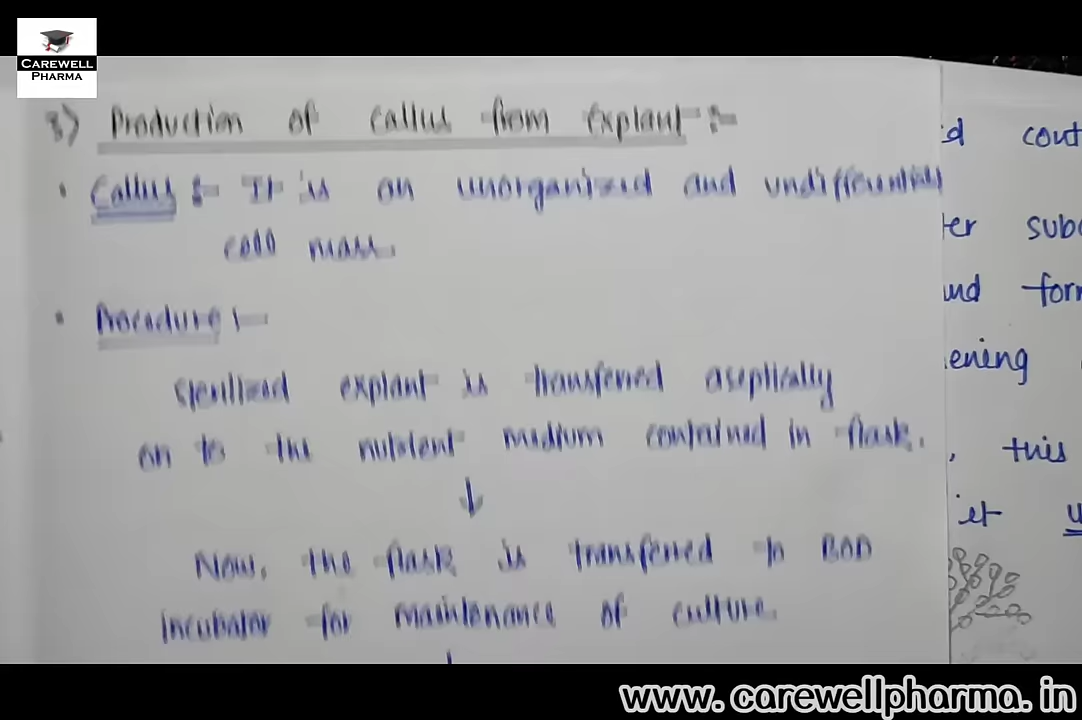 CAREWELL
PHARMA
3) Production of callus from explant :-
• Callus :- It is an unorganized and undifferentiated
cell mass.
• Procedure :-
Sterilized explant is transferred aseptically
on to the nutrient medium contained in flask.
↓
Now, the flask is transferred to BOD
incubator for maintenance of culture.
d cont
ter sub
und for
ening
, this
iet
www.carewellpharma.in